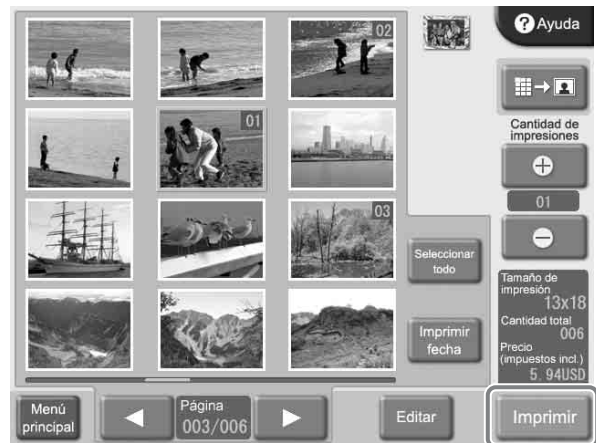 02
Ayuda
01
Cantidad de
impresiones
01
03
Seleccionar
todo
Tamaño de
impresión
13x18
Cantidad total
006
Imprimir
fecha
Precio
(impuestos incl.)
5.94USD
Menú
principal
Página
003/006
Editar
Imprimir